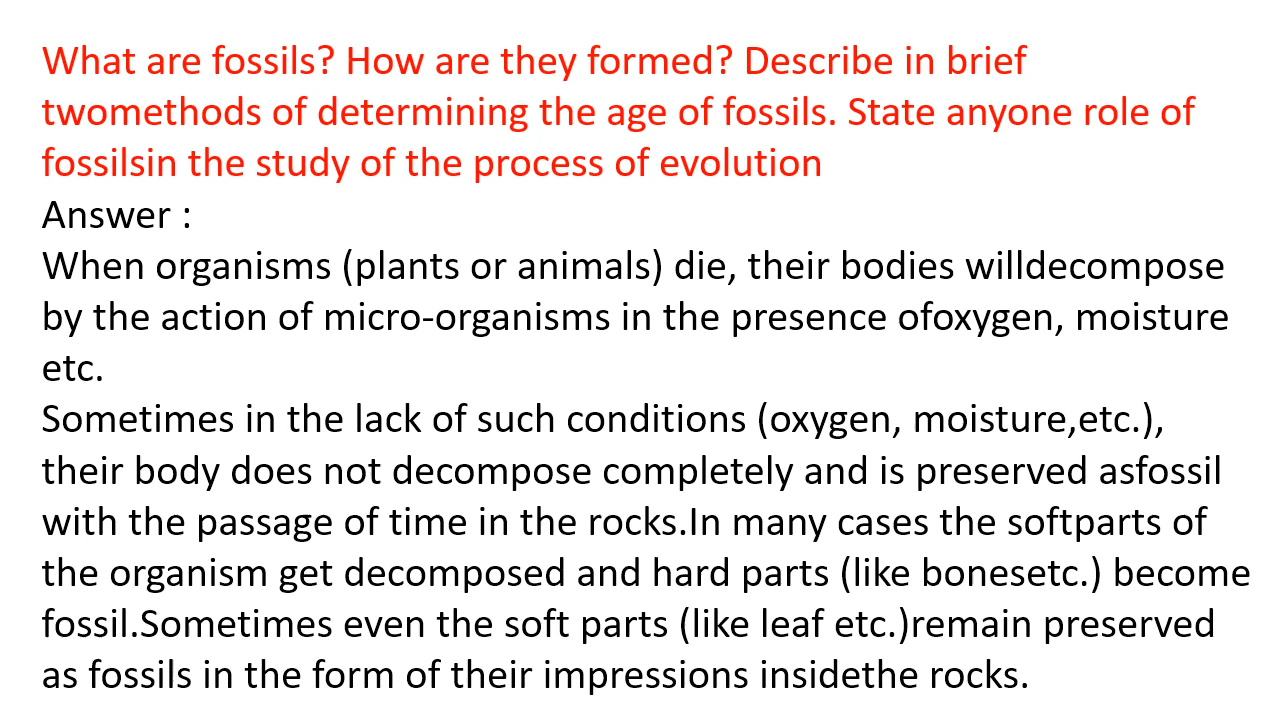 What are fossils? How are they formed? Describe in brief
twomethods of determining the age of fossils. State anyone role of
fossilsin the study of the process of evolution
Answer :
When organisms (plants or animals) die, their bodies willdecompose
by the action of micro-organisms in the presence ofoxygen, moisture
etc.
Sometimes in the lack of such conditions (oxygen, moisture,etc.),
their body does not decompose completely and is preserved asfossil
with the passage of time in the rocks.In many cases the softparts of
the organism get decomposed and hard parts (like bonesetc.) become
fossil.Sometimes even the soft parts (like leaf etc.)remain preserved
as fossils in the form of their impressions insidethe rocks.